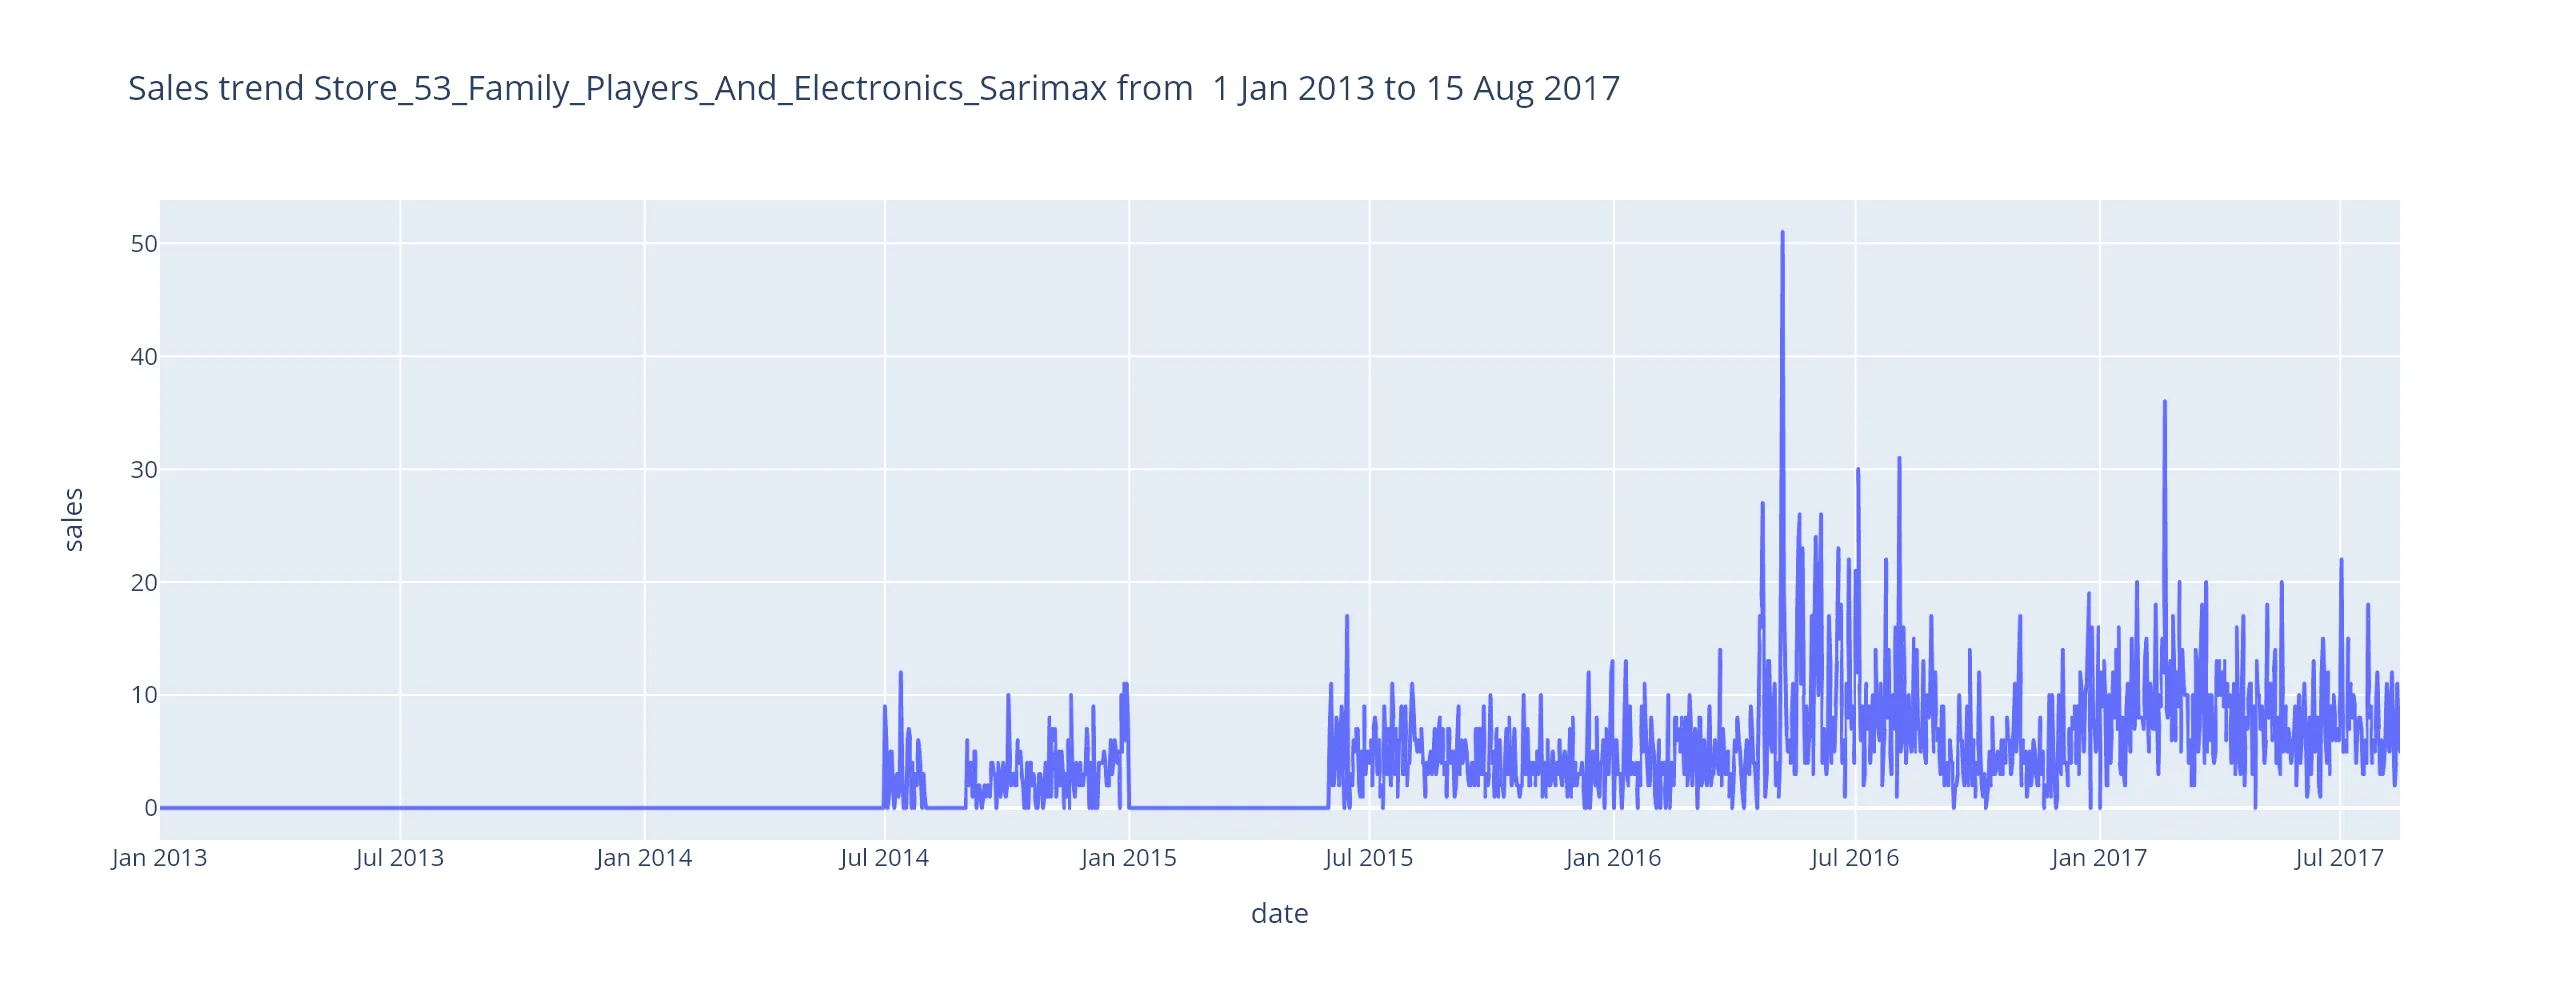 Sales trend Store_53_Family_Players_And_Electronics_Sarimax from  1 Jan 2013 to 15 Aug 2017
50
40
30
20
10
0
sales
Jan 2013 Jul 2013 Jan 2014 Jul 2014 Jan 2015 Jul 2015 Jan 2016 Jul 2016 Jan 2017 Jul 2017
date